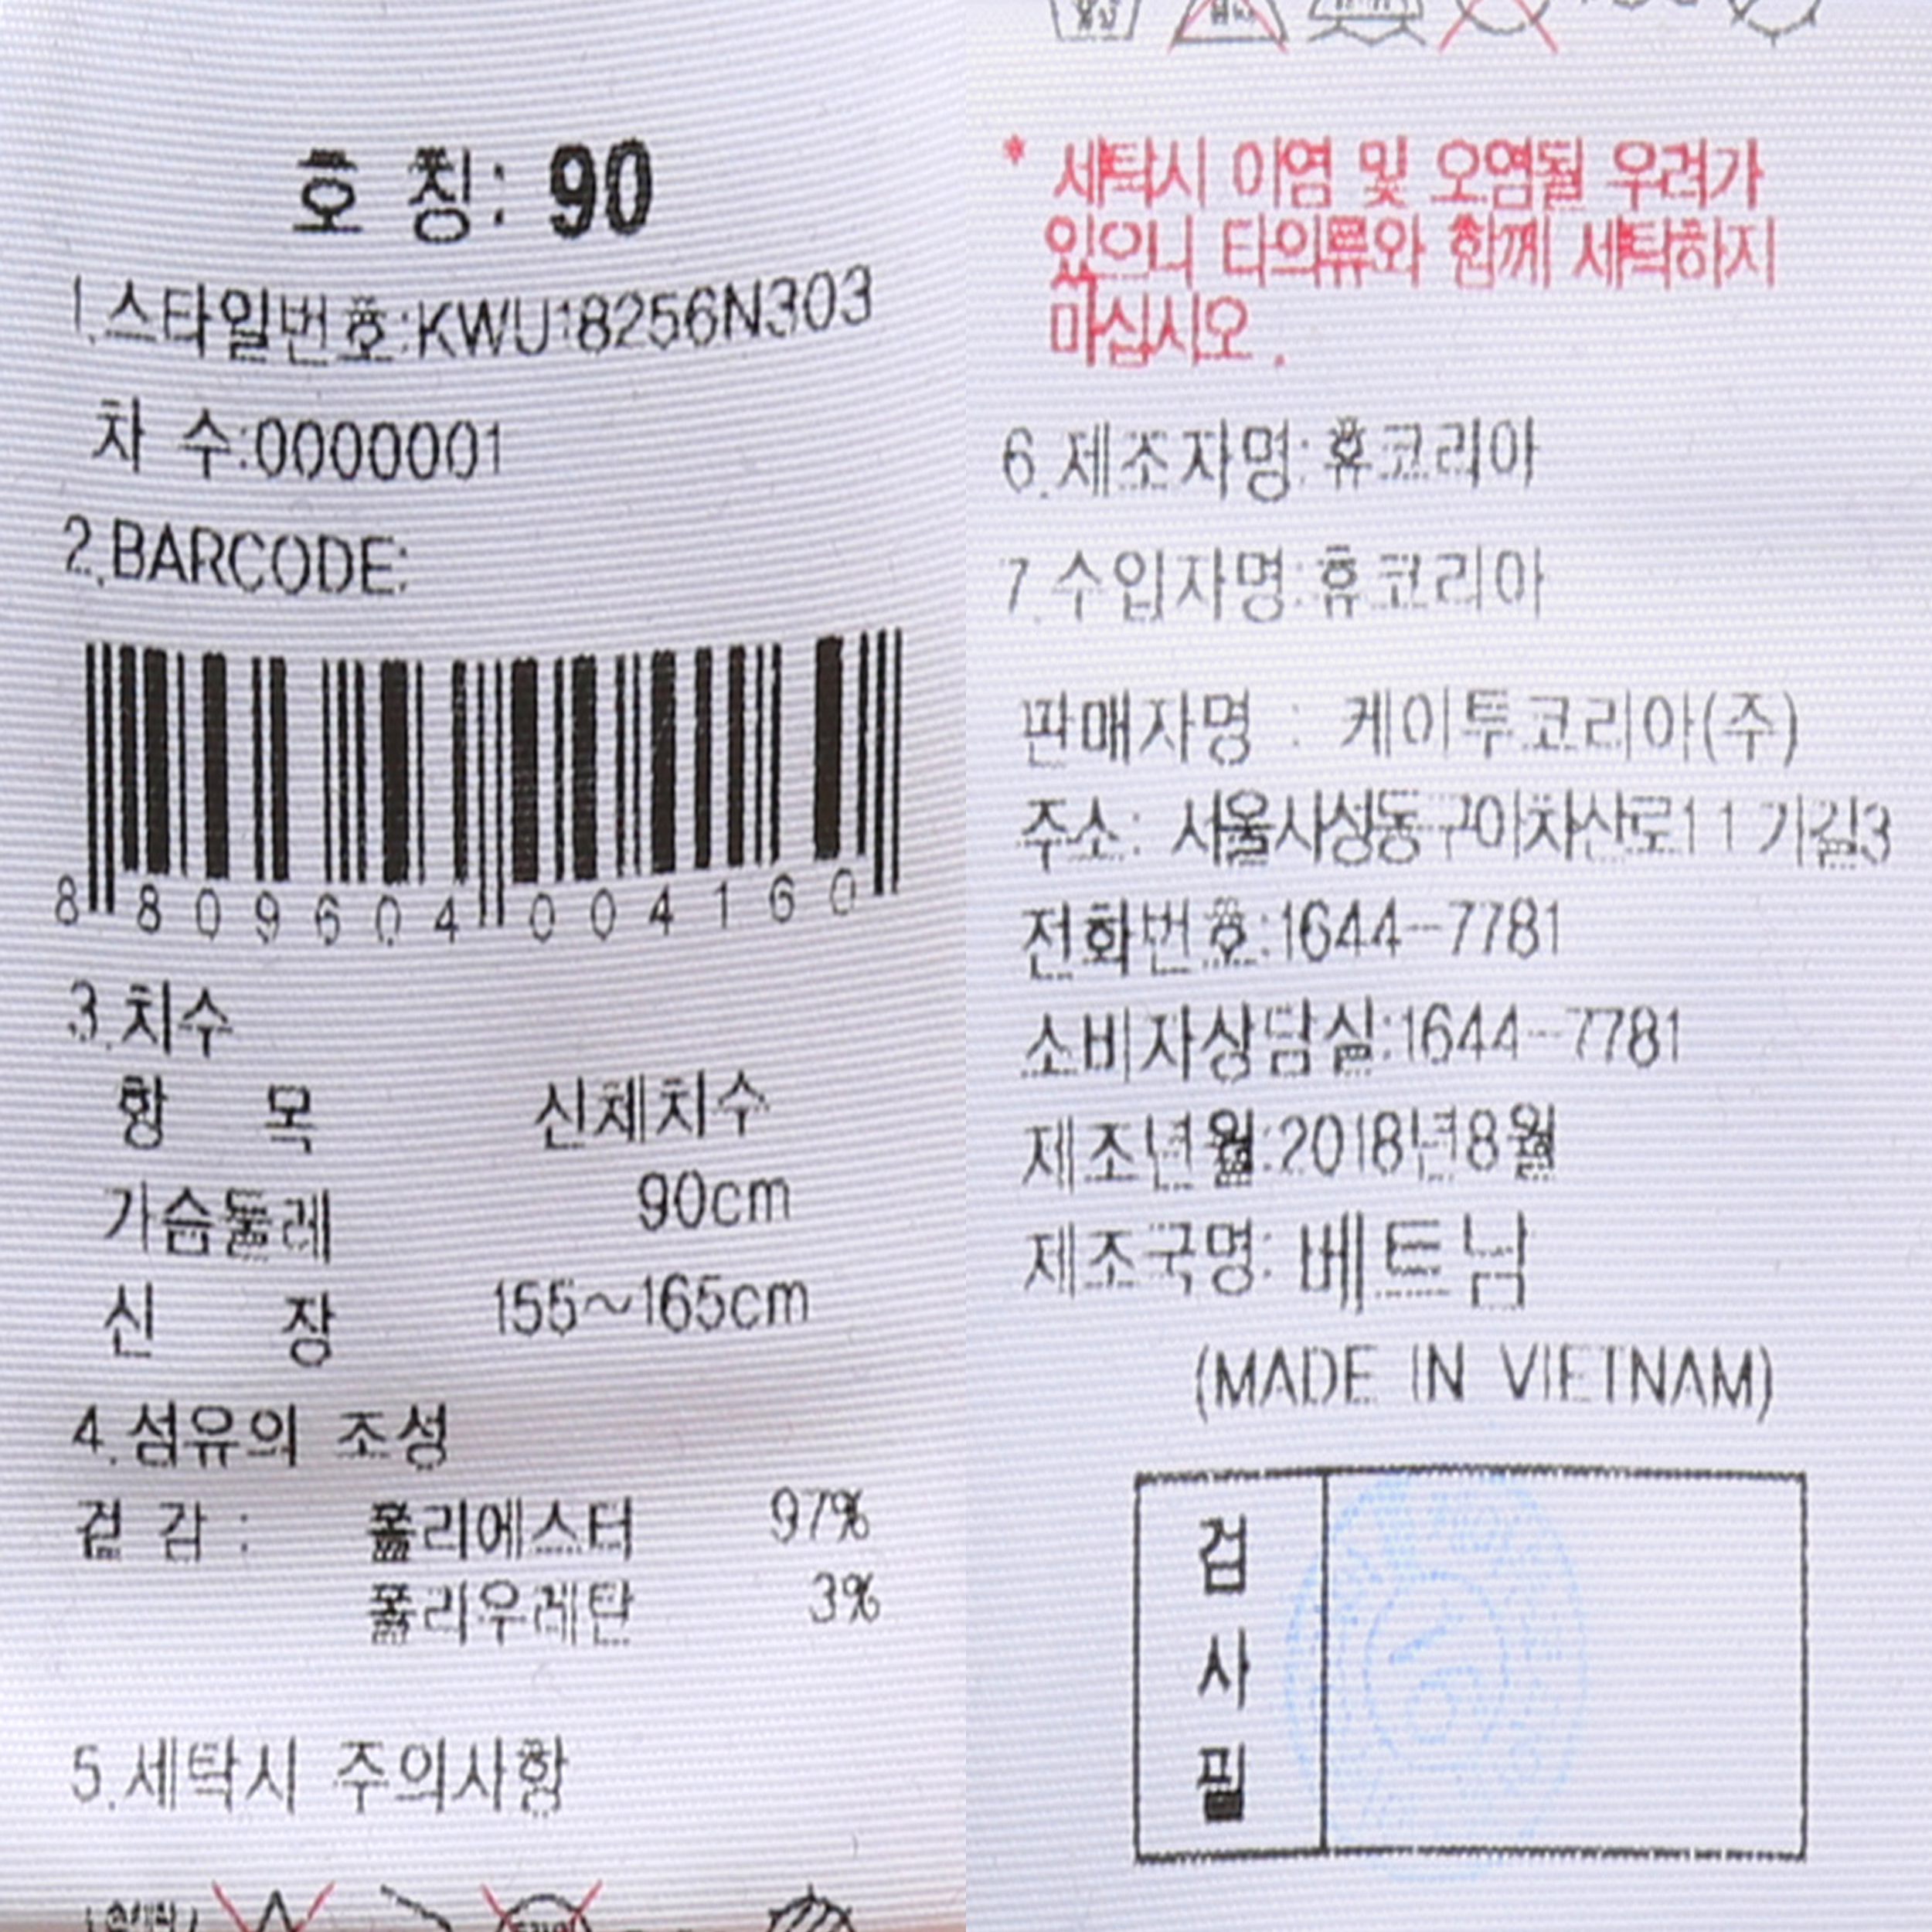 호 칭: 90
1.스타일번호:KWU18256N303
차 수:0000001
2.BARCODE:
8 809604 004160
3.치수
항 목 신체치수
가슴둘레 90cm
신 장 155~165cm
4.섬유의 조성
겉 감 : 폴리에스터 97%
폴리우레탄 3%
5.세탁시 주의사항
* 세탁시 이염 및 오염될 우려가
있으니 타의류와 함께 세탁하지
마십시오.
6.제조자명:휴코리아
7.수입자명:휴코리아
판매자명 : 케이투코리아(주)
주소: 서울시성동구아차산로11가길3
전화번호:1644-7781
소비자상담실:1644-7781
제조년월:2018년8월
제조국명: 베트남
(MADE IN VIETNAM)
검
사
필